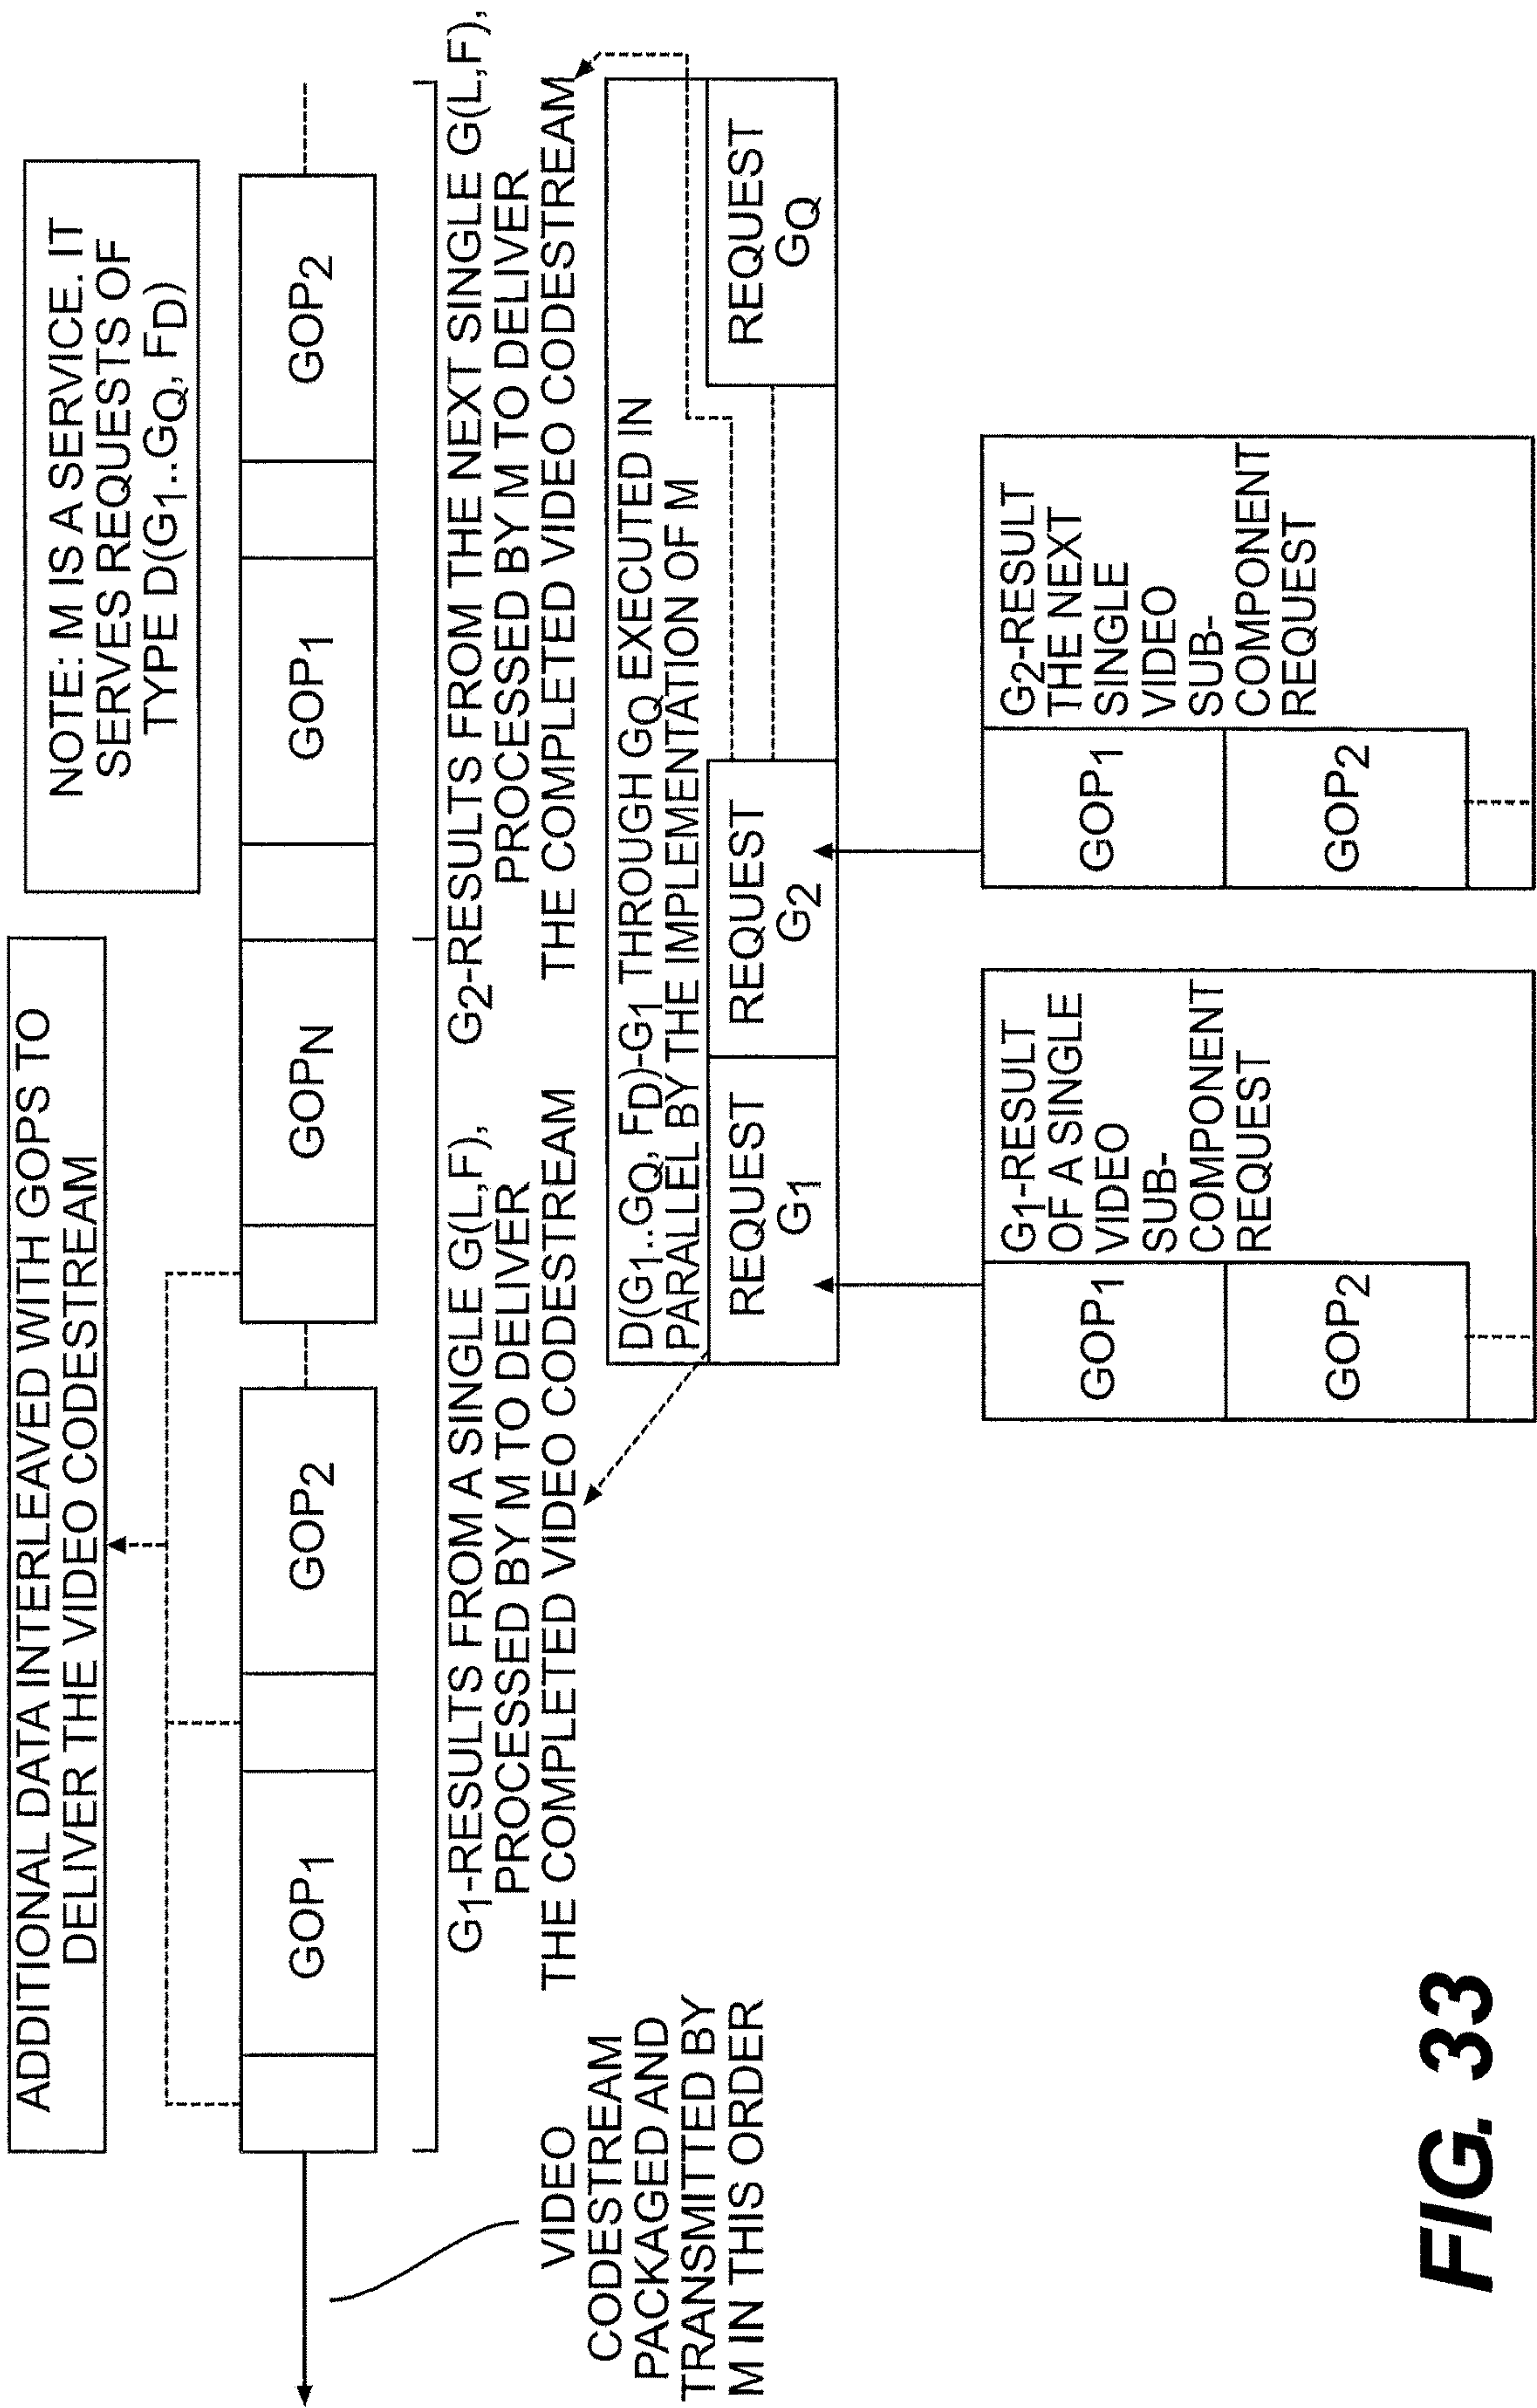 ADDITIONAL DATA INTERLEAVED WITH GOPS TO
DELIVER THE VIDEO CODESTREAM
NOTE: M IS A SERVICE. IT
SERVES REQUESTS OF
TYPE D(G1..GQ, FD)
GOP1
GOP2
GOPN
GOP1
GOP2
G1-RESULTS FROM A SINGLE G(L,F),
PROCESSED BY M TO DELIVER
THE COMPLETED VIDEO CODESTREAM
G2-RESULTS FROM THE NEXT SINGLE G(L,F),
PROCESSED BY M TO DELIVER
THE COMPLETED VIDEO CODESTREAM
VIDEO
CODESTREAM
PACKAGED AND
TRANSMITTED BY
M IN THIS ORDER
D(G1..GQ, FD)-G1 THROUGH GQ EXECUTED IN
PARALLEL BY THE IMPLEMENTATION OF M
REQUEST
G1
REQUEST
G2
REQUEST
GQ
GOP1
GOP2
G1-RESULT
OF A SINGLE
VIDEO
SUB-
COMPONENT
REQUEST
GOP1
GOP2
G2-RESULT
THE NEXT
SINGLE
VIDEO
SUB-
COMPONENT
REQUEST
FIG. 33